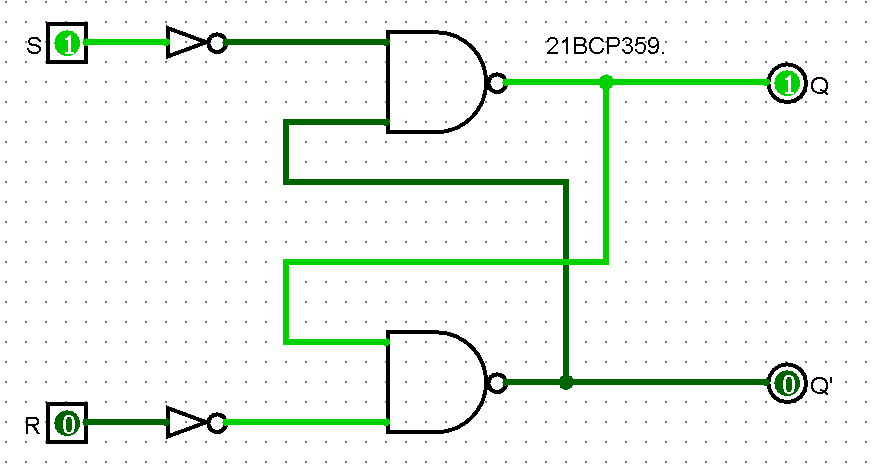 S 1
21BCP359.
1 Q
0 Q'
R 0